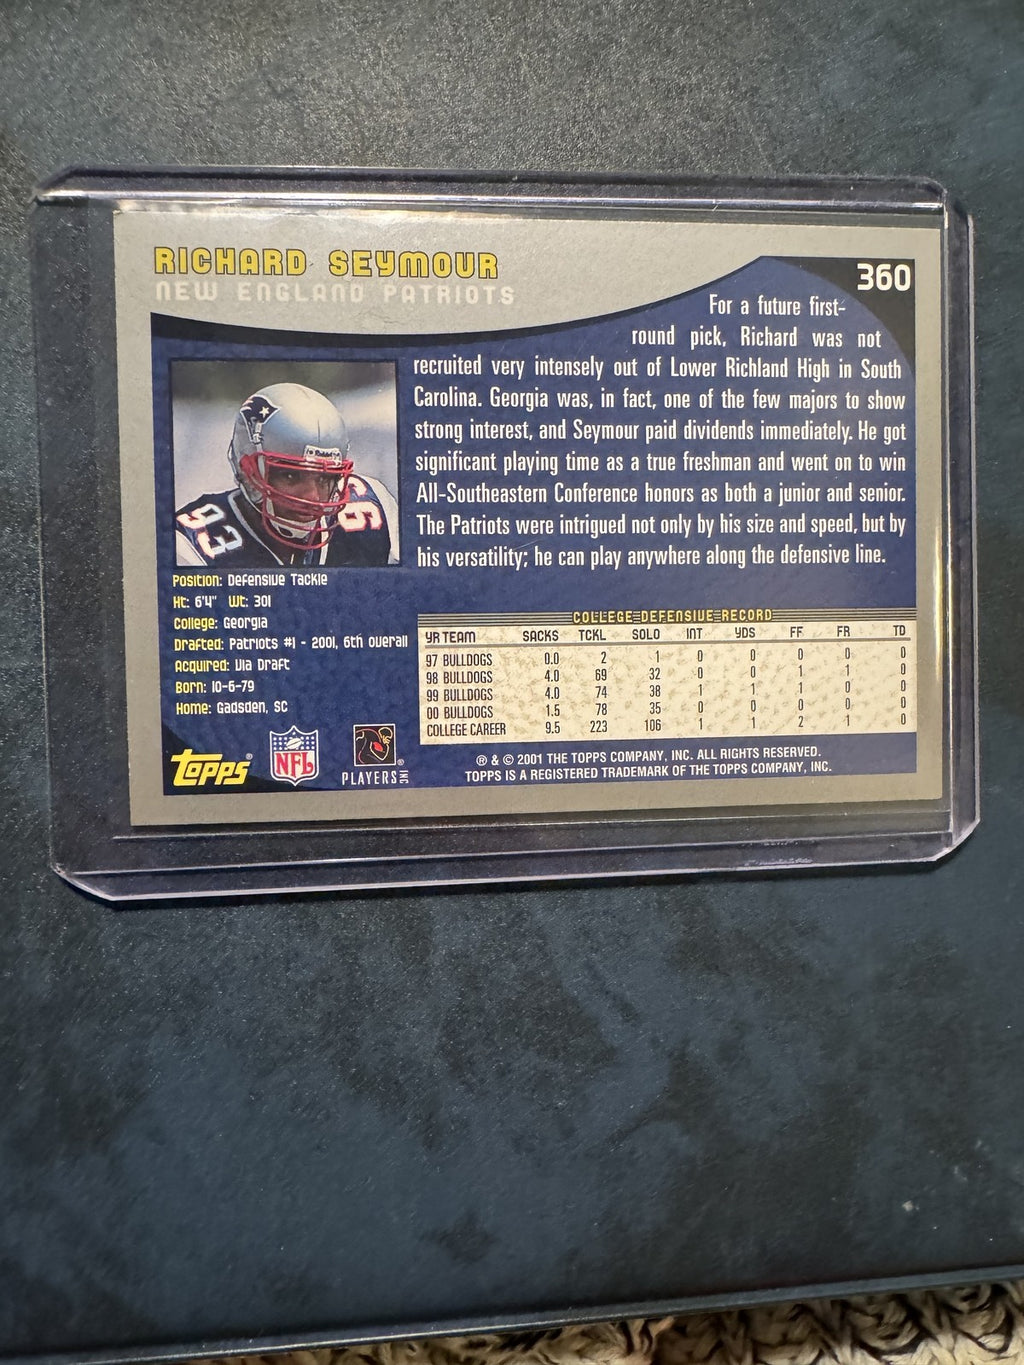 RICHARD SEYMOUR
NEW ENGLAND PATRIOTS
360
For a future first-
round pick, Richard was not
recruited very intensely out of Lower Richland High in South
Carolina. Georgia was, in fact, one of the few majors to show
strong interest, and Seymour paid dividends immediately. He got
significant playing time as a true freshman and went on to win
All-Southeastern Conference honors as both a junior and senior.
The Patriots were intrigued not only by his size and speed, but by
his versatility; he can play anywhere along the defensive line.
93
Riddell
Position: Defensive Tackle
Ht: 6'4" Wt: 301
College: Georgia
Drafted: Patriots #1 - 2001, 6th overall
Acquired: Via Draft
Born: 10-6-79
Home: Gadsden, SC
COLLEGE DEFENSIVE RECORD
YR TEAM SACKS TCKL SOLO INT YDS FF FR TD
97 BULLDOGS 0.0 2 1 0 0 0 0 0
98 BULLDOGS 4.0 69 32 0 0 1 1 0
99 BULLDOGS 4.0 74 38 1 1 1 0 0
00 BULLDOGS 1.5 78 35 0 0 0 0 0
COLLEGE CAREER 9.5 223 106 1 1 2 1 0
Topps®
NFL
PLAYERS INC ®
® & © 2001 THE TOPPS COMPANY, INC. ALL RIGHTS RESERVED.
TOPPS IS A REGISTERED TRADEMARK OF THE TOPPS COMPANY, INC.